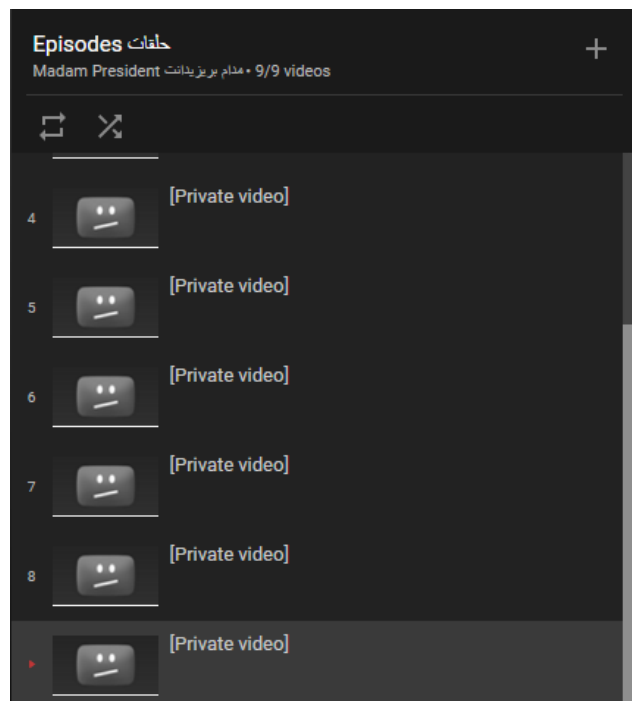 Episodes حلقات
Madam President مدام بريزيدانت • 9/9 videos
4 [Private video]
5 [Private video]
6 [Private video]
7 [Private video]
8 [Private video]
[Private video]